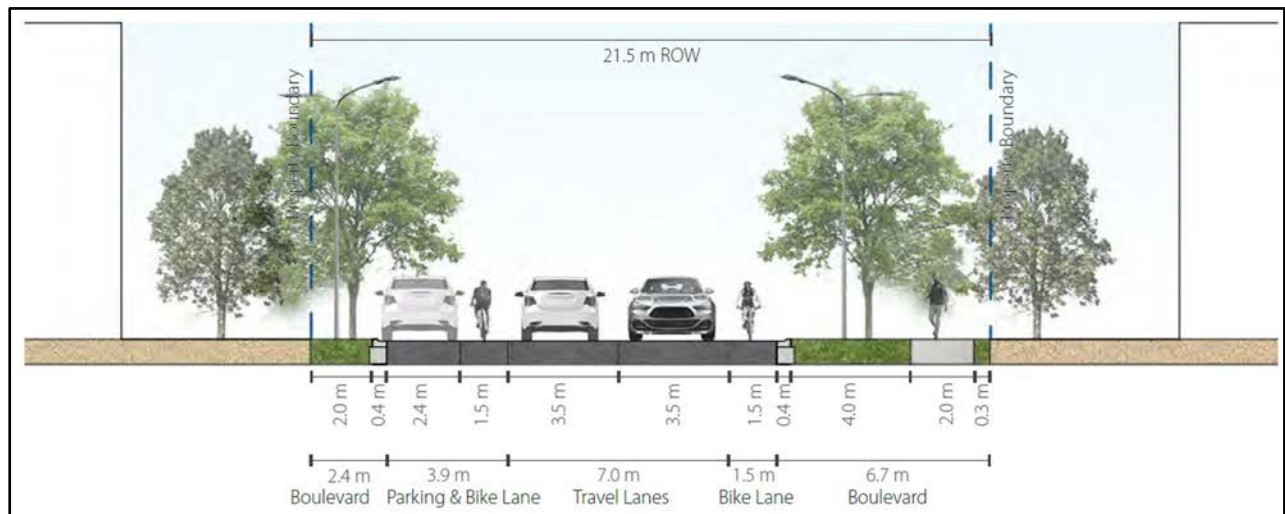 21.5 m ROW
Property Boundary
Property Boundary
2.0 m
0.4 m
2.4 m
1.5 m
3.5 m
3.5 m
1.5 m
0.4 m
4.0 m
2.0 m
0.3 m
2.4 m
3.9 m
7.0 m
1.5 m
6.7 m
Boulevard
Parking & Bike Lane
Travel Lanes
Bike Lane
Boulevard